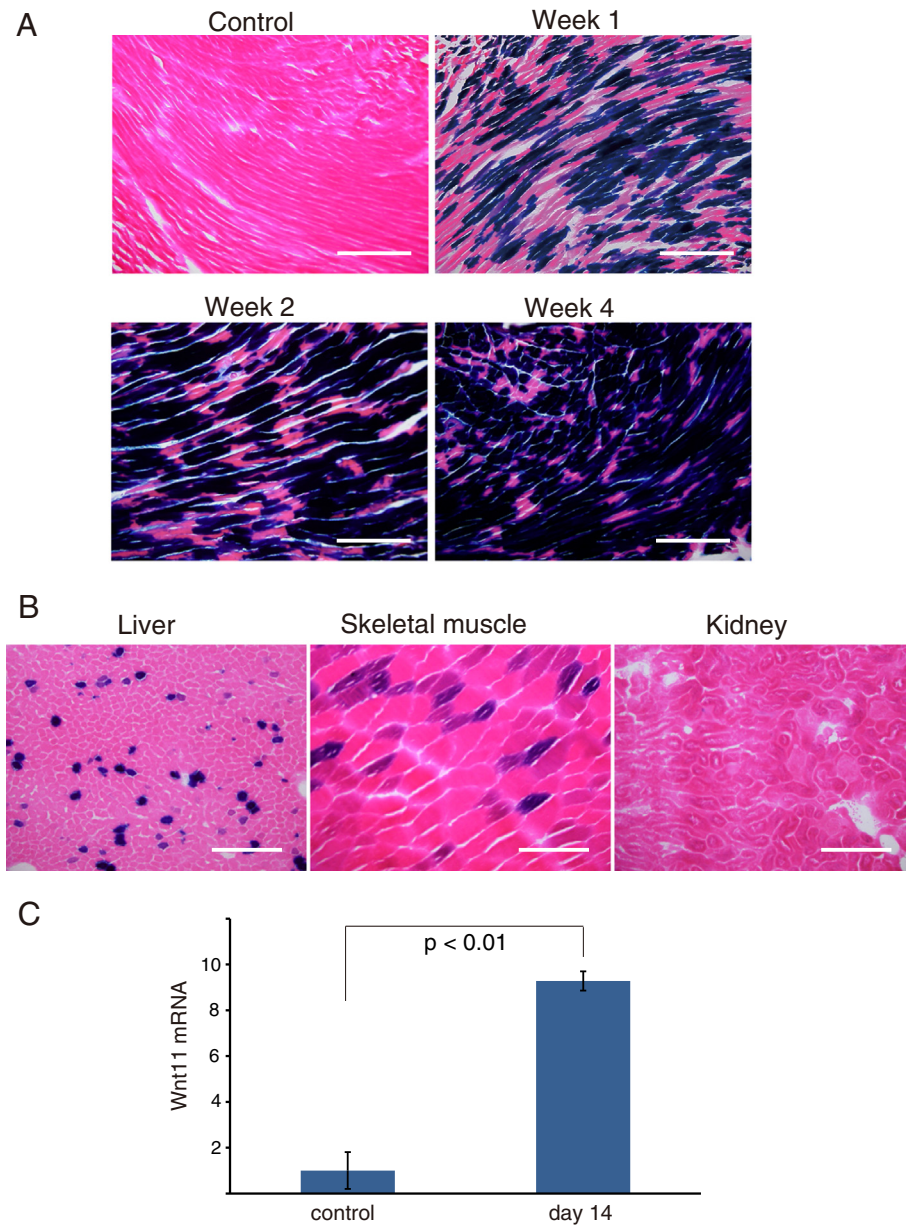 A
Control
Week 1
Week 2
Week 4
B
Liver
Skeletal muscle
Kidney
C
p < 0.01
10
8
6
4
2
Wnt11 mRNA
control
day 14